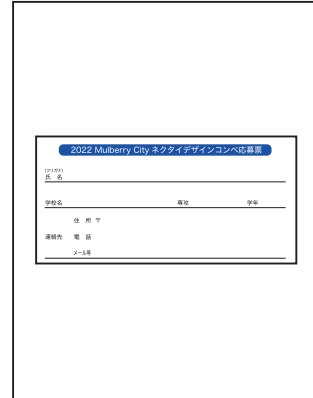 2022 Mulberry City ネクタイデザインコンペ応募票
(フリガナ)
氏 名
学校名 専攻 学年
住 所 〒
連絡先 電 話
メール等